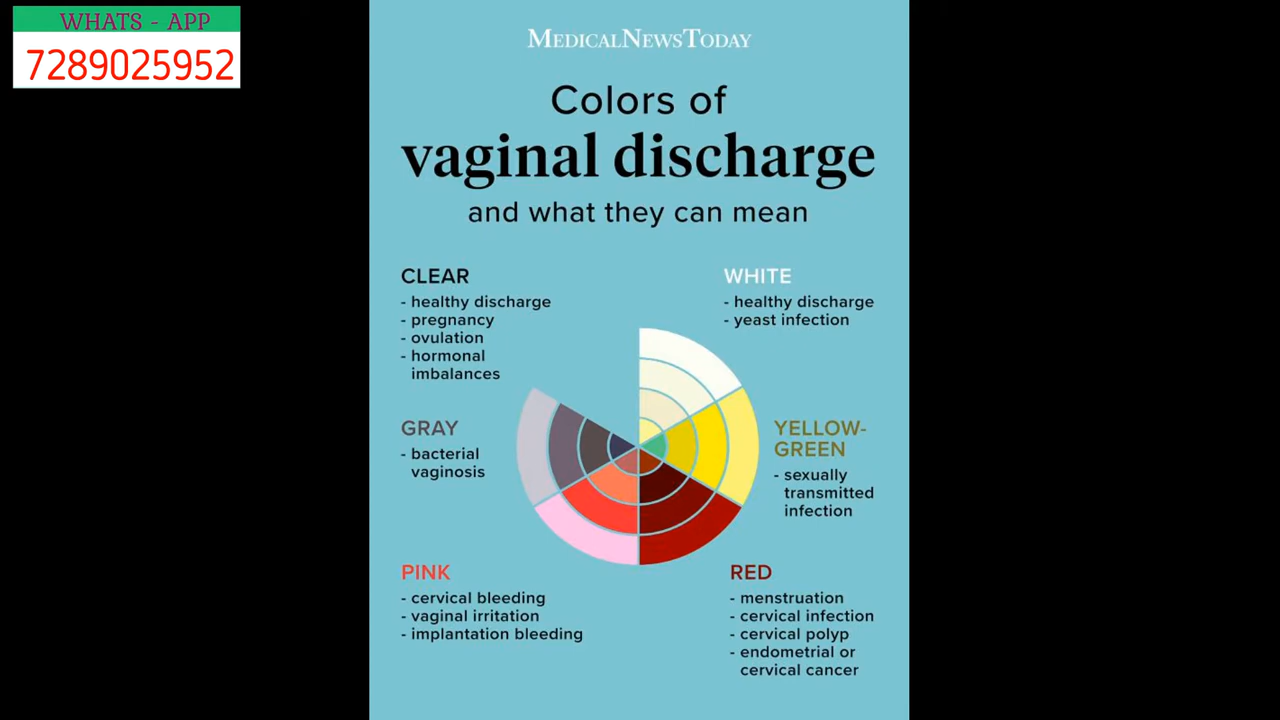 WHATS - APP
7289025952
MEDICALNEWSTODAY
Colors of
vaginal discharge
and what they can mean
CLEAR
- healthy discharge
- pregnancy
- ovulation
- hormonal
imbalances
WHITE
- healthy discharge
- yeast infection
GRAY
- bacterial
vaginosis
YELLOW-
GREEN
- sexually
transmitted
infection
PINK
- cervical bleeding
- vaginal irritation
- implantation bleeding
RED
- menstruation
- cervical infection
- cervical polyp
- endometrial or
cervical cancer